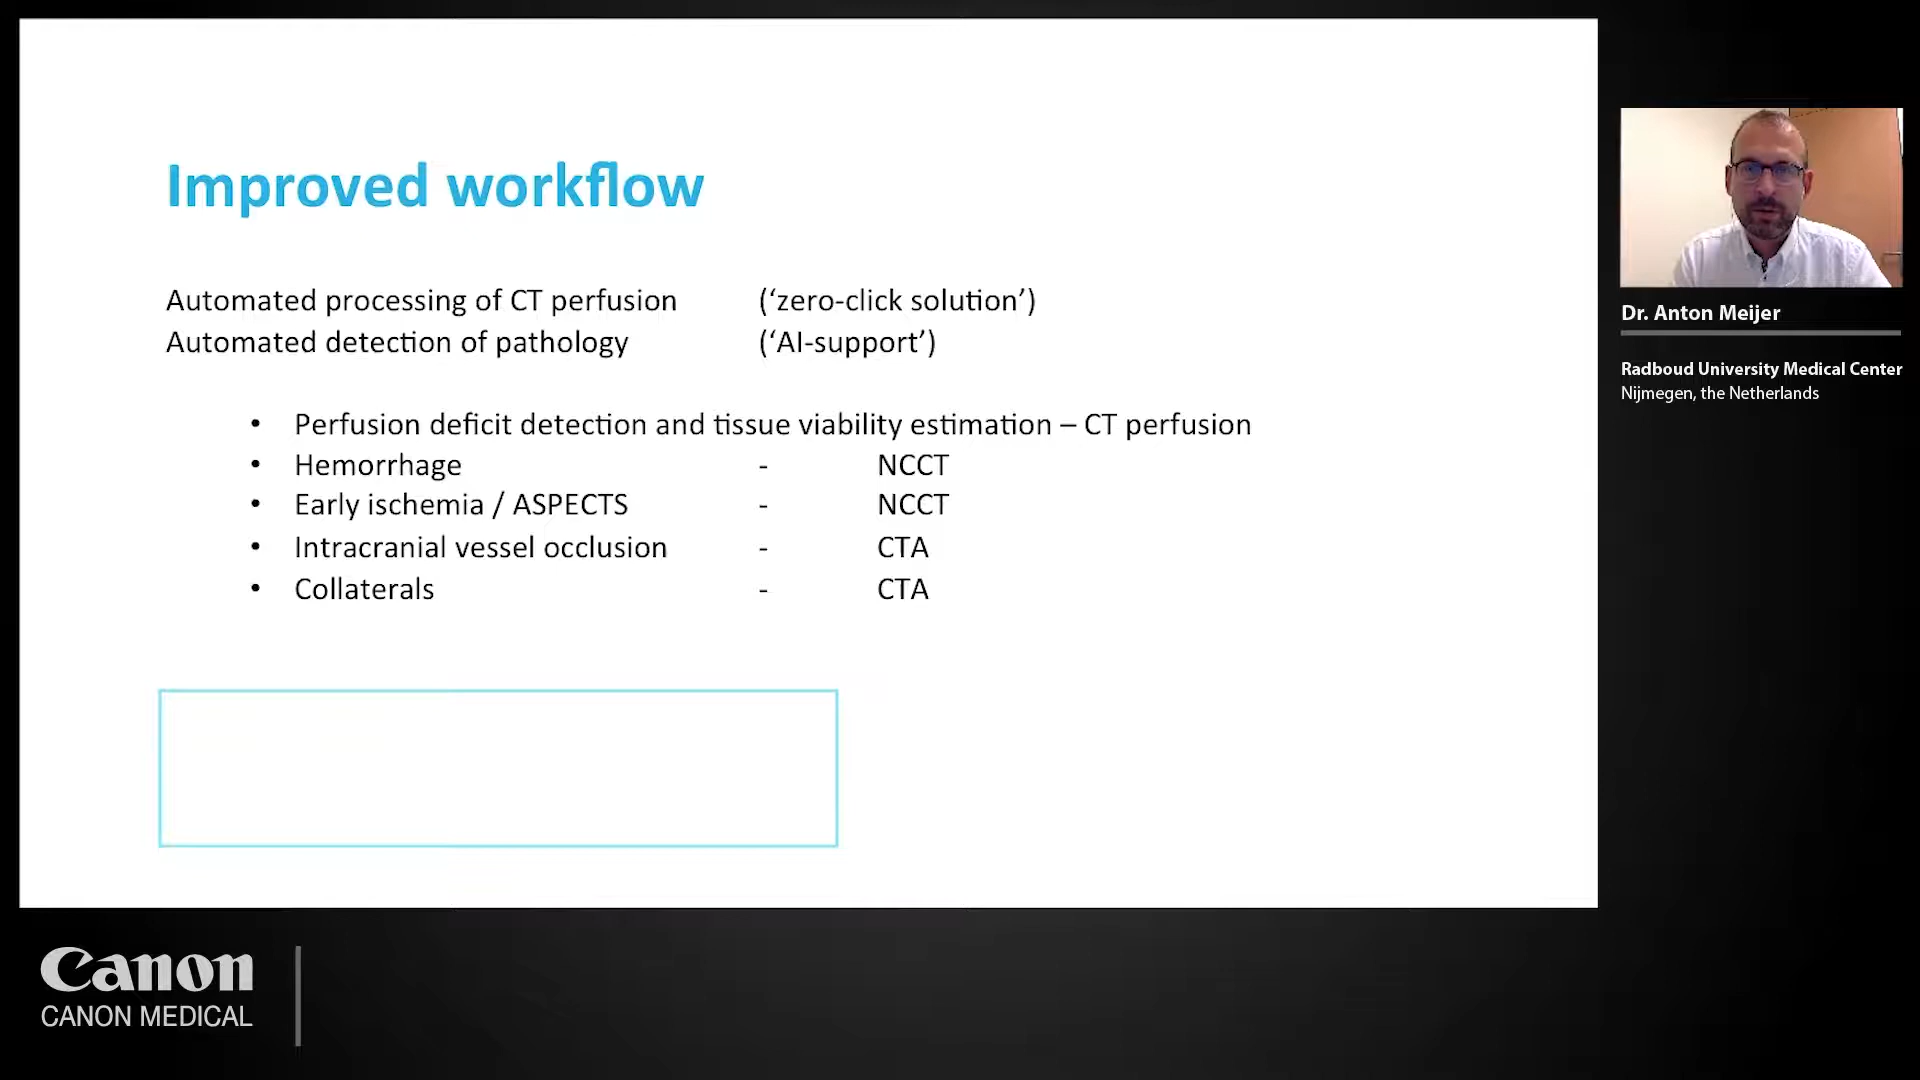 Improved workflow
Automated processing of CT perfusion (‘zero-click solution’)
Automated detection of pathology (‘AI-support’)
• Perfusion deficit detection and tissue viability estimation – CT perfusion
• Hemorrhage - NCCT
• Early ischemia / ASPECTS - NCCT
• Intracranial vessel occlusion - CTA
• Collaterals - CTA
Dr. Anton Meijer
Radboud University Medical Center
Nijmegen, the Netherlands
Canon
CANON MEDICAL